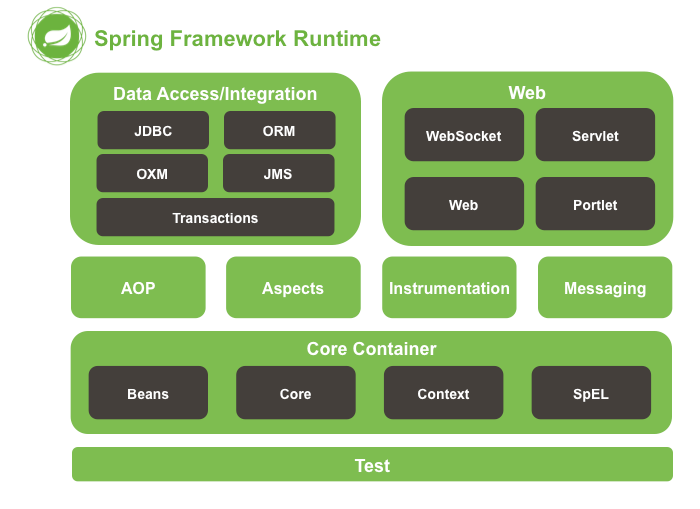 Spring Framework Runtime
Data Access/Integration
JDBC
ORM
OXM
JMS
Transactions
Web
WebSocket
Servlet
Web
Portlet
AOP
Aspects
Instrumentation
Messaging
Core Container
Beans
Core
Context
SpEL
Test